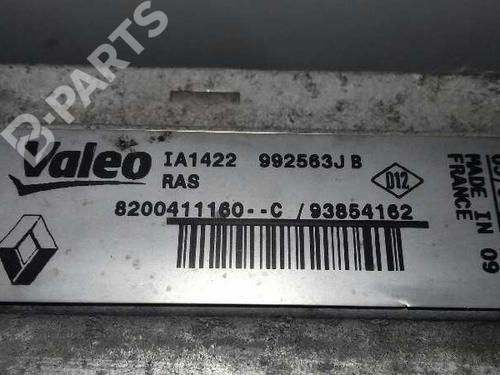 B-PARTS
Valeo
IA1422 992563J B
RAS
D12
8200411160--C / 93854162
MADE IN
FRANCE 09